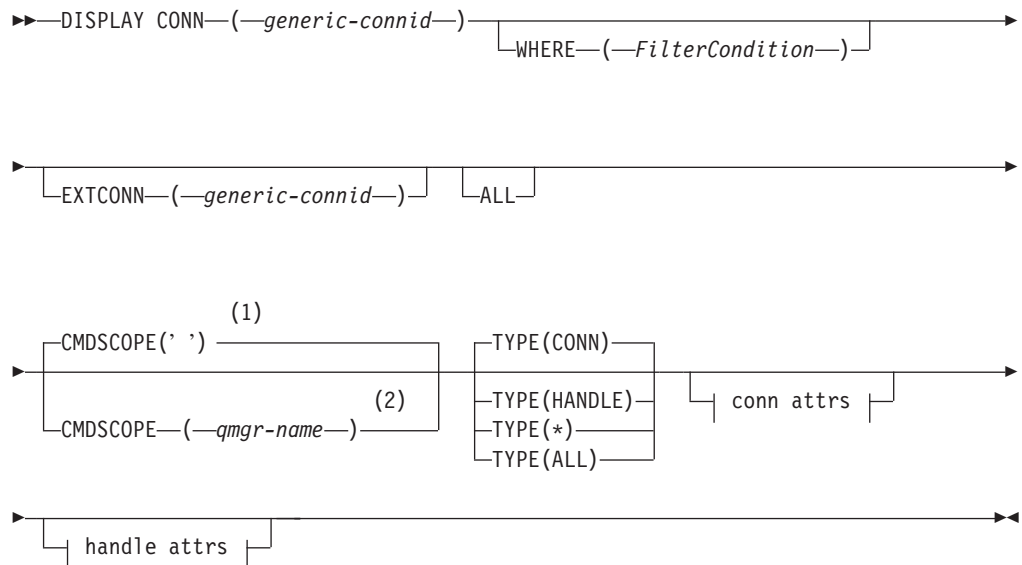 DISPLAY CONN ( generic-connid )
WHERE ( FilterCondition )
EXTCONN ( generic-connid )
ALL
(1)
CMDSCOPE(’ ’)
(2)
CMDSCOPE ( qmgr-name )
TYPE(CONN)
TYPE(HANDLE)
TYPE(*)
TYPE(ALL)
conn attrs
handle attrs